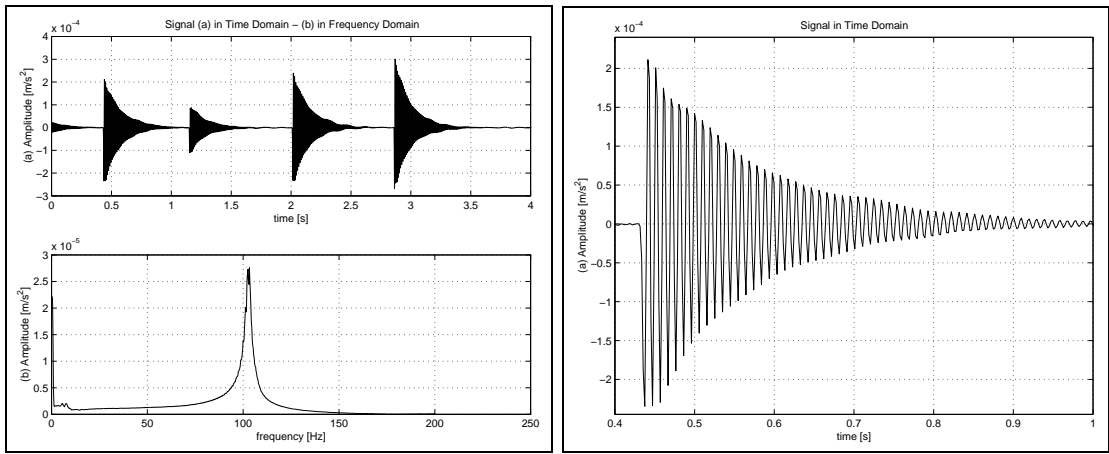 Signal (a) in Time Domain – (b) in Frequency Domain
x 10⁻⁴
4
3
2
1
0
−1
−2
−3
(a) Amplitude [m/s²]
0 0.5 1 1.5 2 2.5 3 3.5 4
time [s]
x 10⁻⁵
3
2.5
2
1.5
1
0.5
0
(b) Amplitude [m/s²]
0 50 100 150 200 250
frequency [Hz]
Signal in Time Domain
x 10⁻⁴
2
1.5
1
0.5
0
−0.5
−1
−1.5
−2
(a) Amplitude [m/s²]
0.4 0.5 0.6 0.7 0.8 0.9 1
time [s]